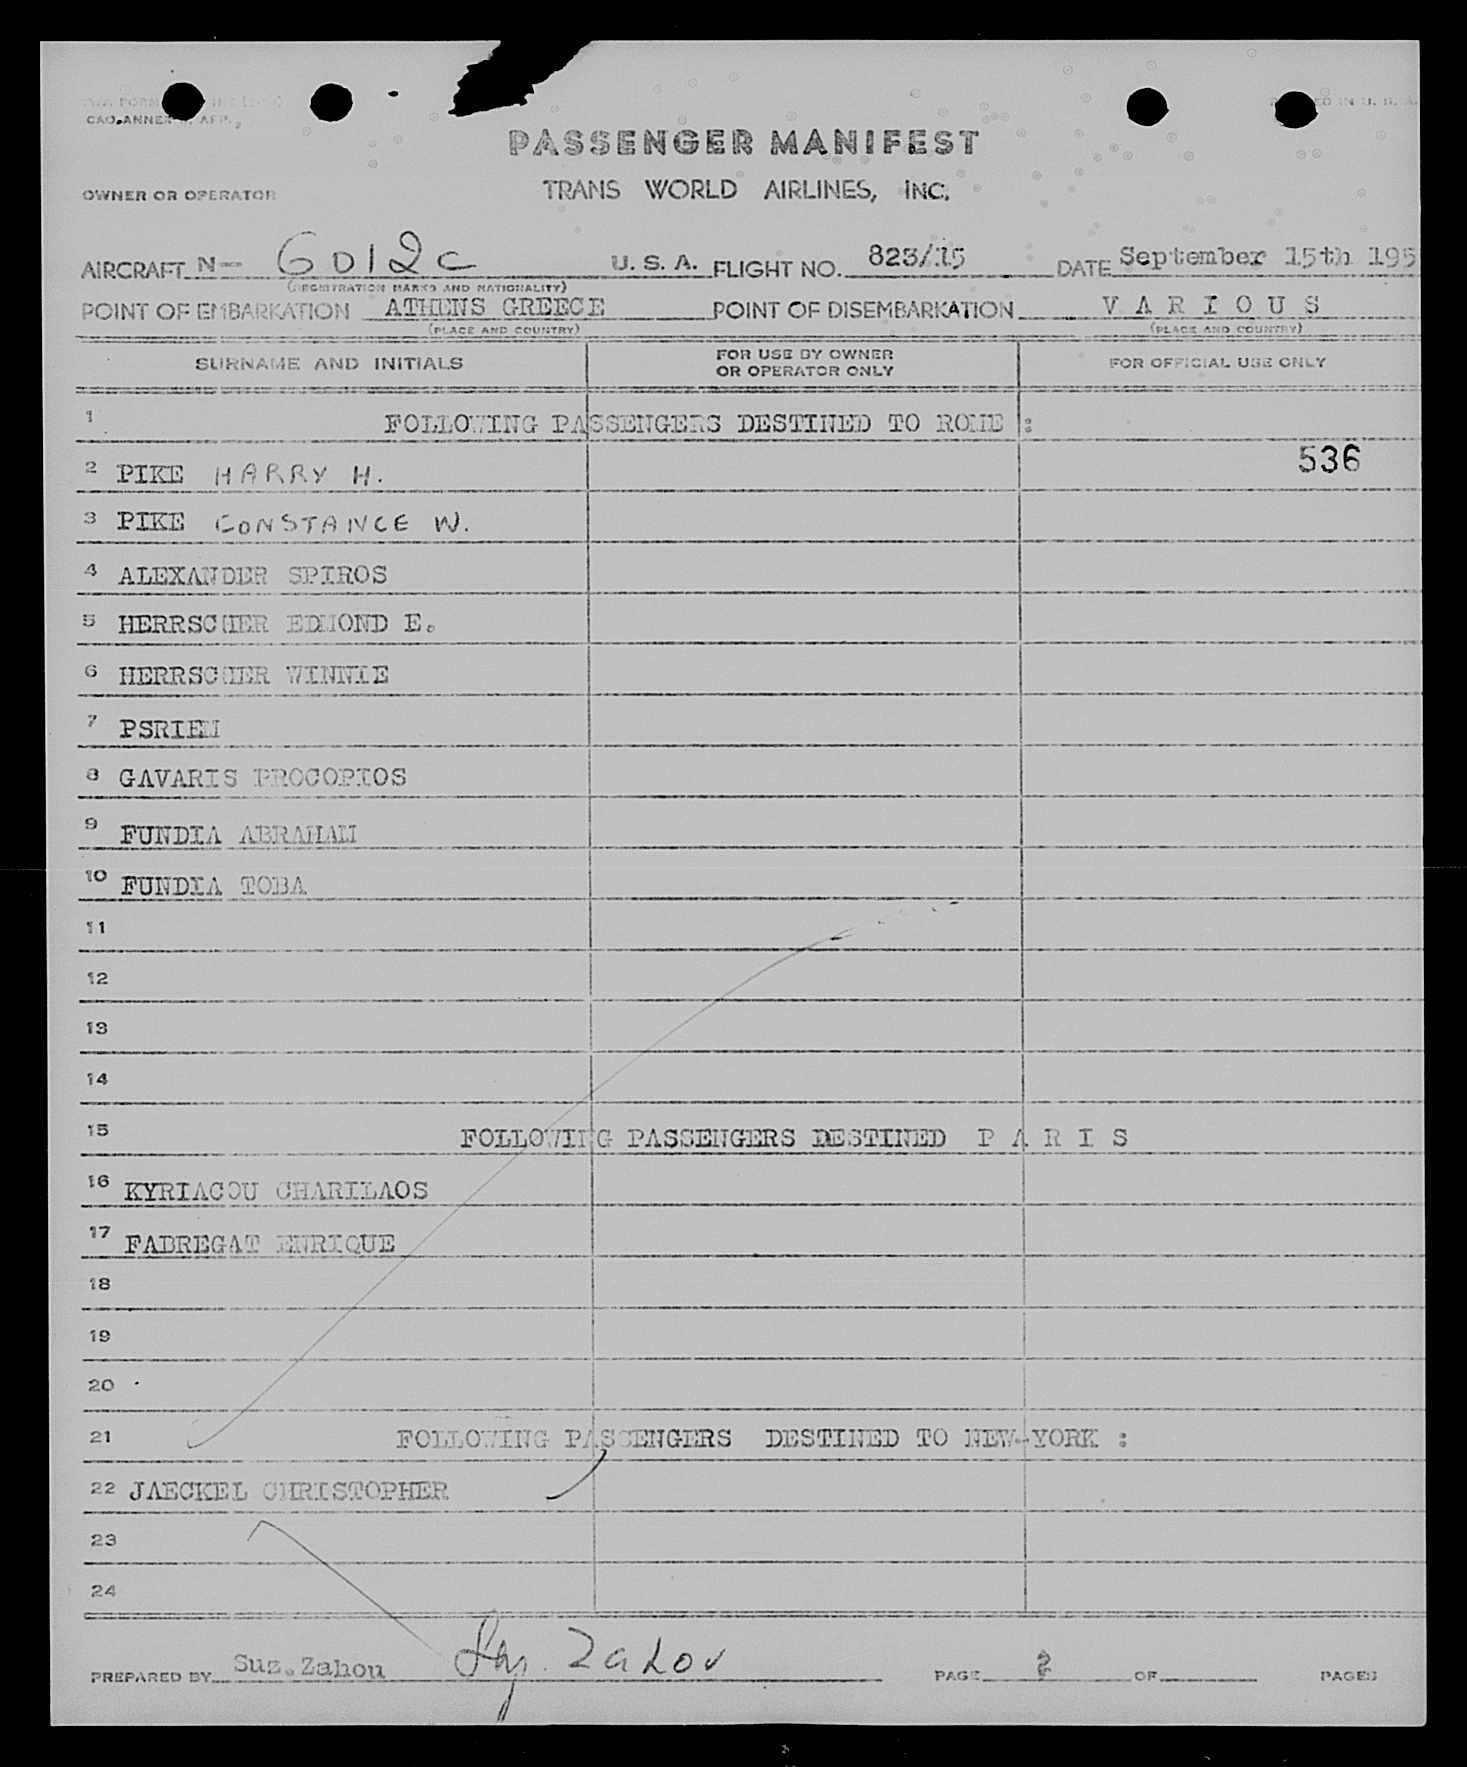 CAO. ANNEX
PASSENGER MANIFEST
OWNER OR OPERATOR TRANS WORLD AIRLINES, INC.
AIRCRAFT N- 6012C U. S. A. FLIGHT NO. 823/15 DATE September 15th 195
(REGISTRATION MARKS AND NATIONALITY)
POINT OF EMBARKATION ATHENS GREECE POINT OF DISEMBARKATION V A R I O U S
(PLACE AND COUNTRY) (PLACE AND COUNTRY)
SURNAME AND INITIALS FOR USE BY OWNER OR OPERATOR ONLY FOR OFFICIAL USE ONLY
1 FOLLOWING PASSENGERS DESTINED TO ROME :
2 PIKE HARRY H. 536
3 PIKE CONSTANCE W.
4 ALEXANDER SPIROS
5 HERRSCHER EDMOND E.
6 HERRSCHER WINNIE
7 PSRIEM
8 GAVARIS PROCOPIOS
9 FUNDIA ABRAHAM
10 FUNDIA TOBA
11
12
13
14
15 FOLLOWING PASSENGERS DESTINED P A R I S
16 KYRIACOU CHARILAOS
17 FABREGAT ENRIQUE
18
19
20
21 FOLLOWING PASSENGERS DESTINED TO NEW-YORK :
22 JAECKEL CHRISTOPHER
23
24
PREPARED BY Suz. Zahou Zahou PAGE 2 OF PAGES